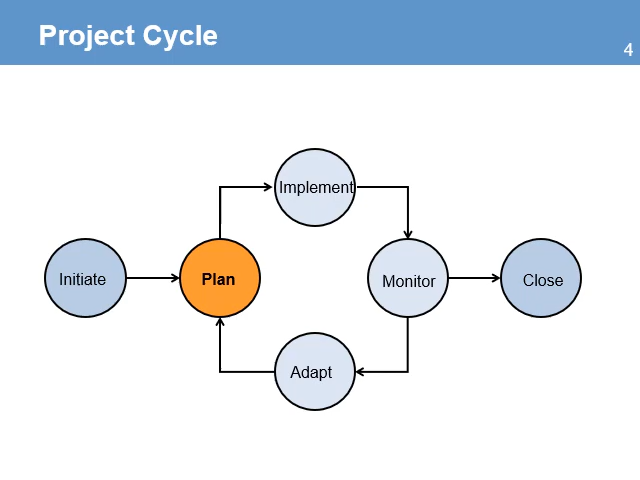 Project Cycle
4
Implement
Initiate
Plan
Monitor
Close
Adapt